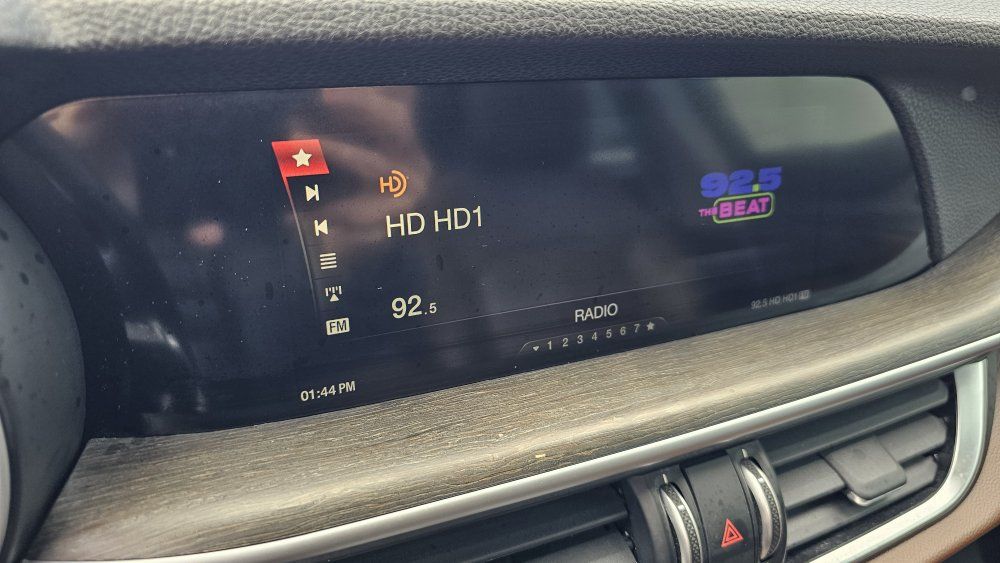 HD
HD HD1
92.5
THE BEAT
92.5
FM
RADIO
92.5 HD HD1
1 2 3 4 5 6 7
01:44 PM